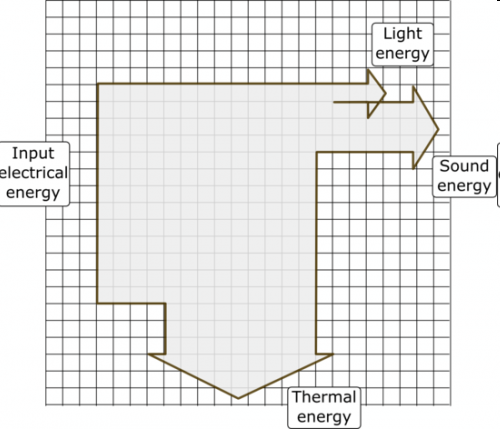 Light
energy
Input
electrical
energy
Sound
energy
Thermal
energy